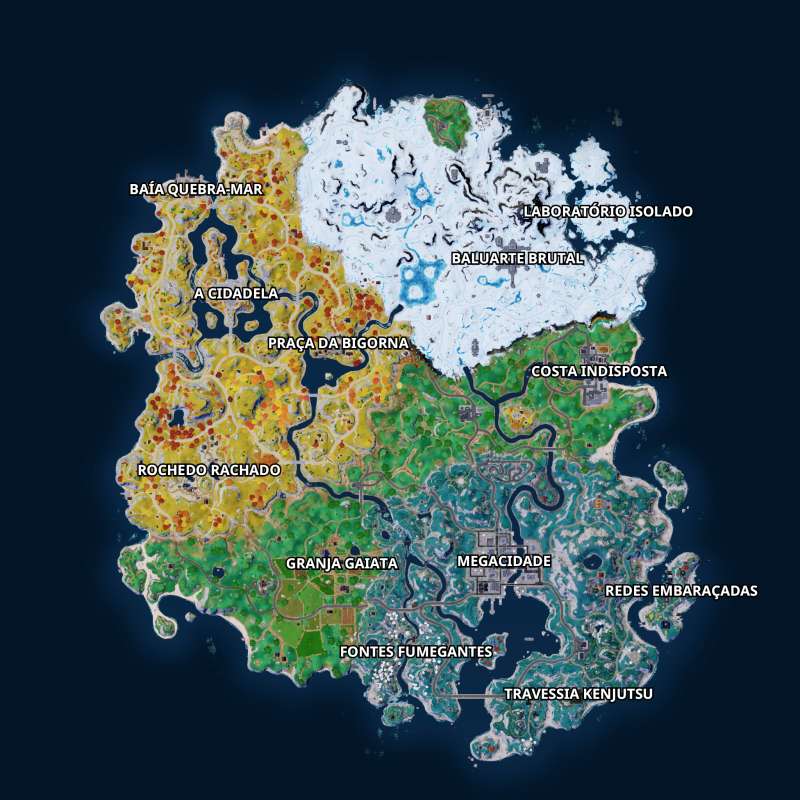 BAÍA QUEBRA-MAR
LABORATÓRIO ISOLADO
BALUARTE BRUTAL
A CIDADELA
PRAÇA DA BIGORNA
COSTA INDISPOSTA
ROCHEDO RACHADO
GRANJA GAIATA
MEGACIDADE
REDES EMBARAÇADAS
FONTES FUMEGANTES
TRAVESSIA KENJUTSU